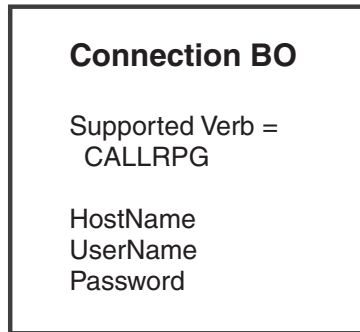 Connection BO
Supported Verb =
CALLRPG
HostName
UserName
Password